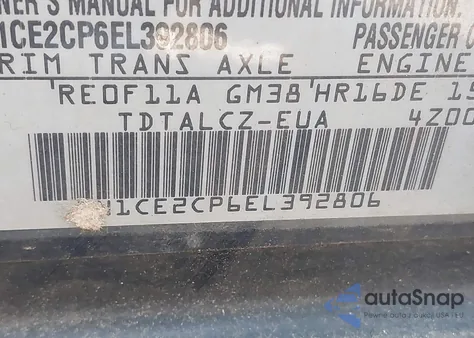 NER'S MANUAL FOR ADDITIONAL INFORMATION.
1CE2CP6EL392806 PASSENGER C
RIM TRANS AXLE ENGINE
RE0F11A GM38 HR16DE 15
TDTALCZ-EUA 4Z00
1CE2CP6EL392806
autoSnap